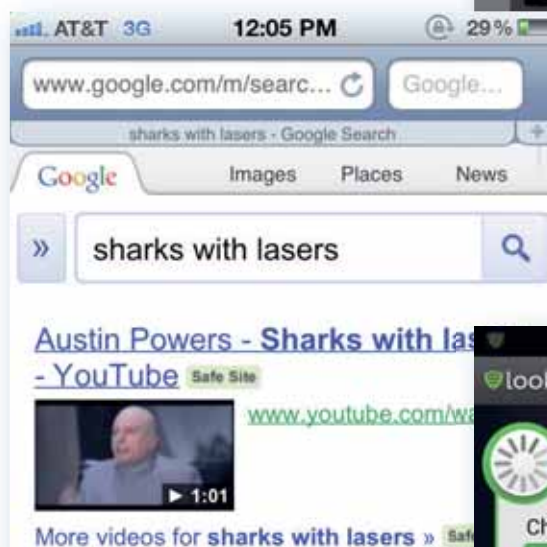 AT&T 3G 12:05 PM 29%
www.google.com/m/searc... Google...
sharks with lasers - Google Search
Google Images Places News
» sharks with lasers
Austin Powers - Sharks with las
- YouTube Safe Site
www.youtube.com/wa
1:01
More videos for sharks with lasers » Safe
look
Ch